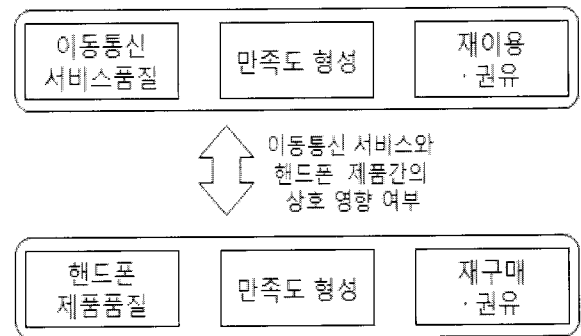 이동통신
서비스품질
만족도 형성
재이용
· 권유
이동통신 서비스와
핸드폰 제품간의
상호 영향 여부
핸드폰
제품품질
만족도 형성
재구매
· 권유